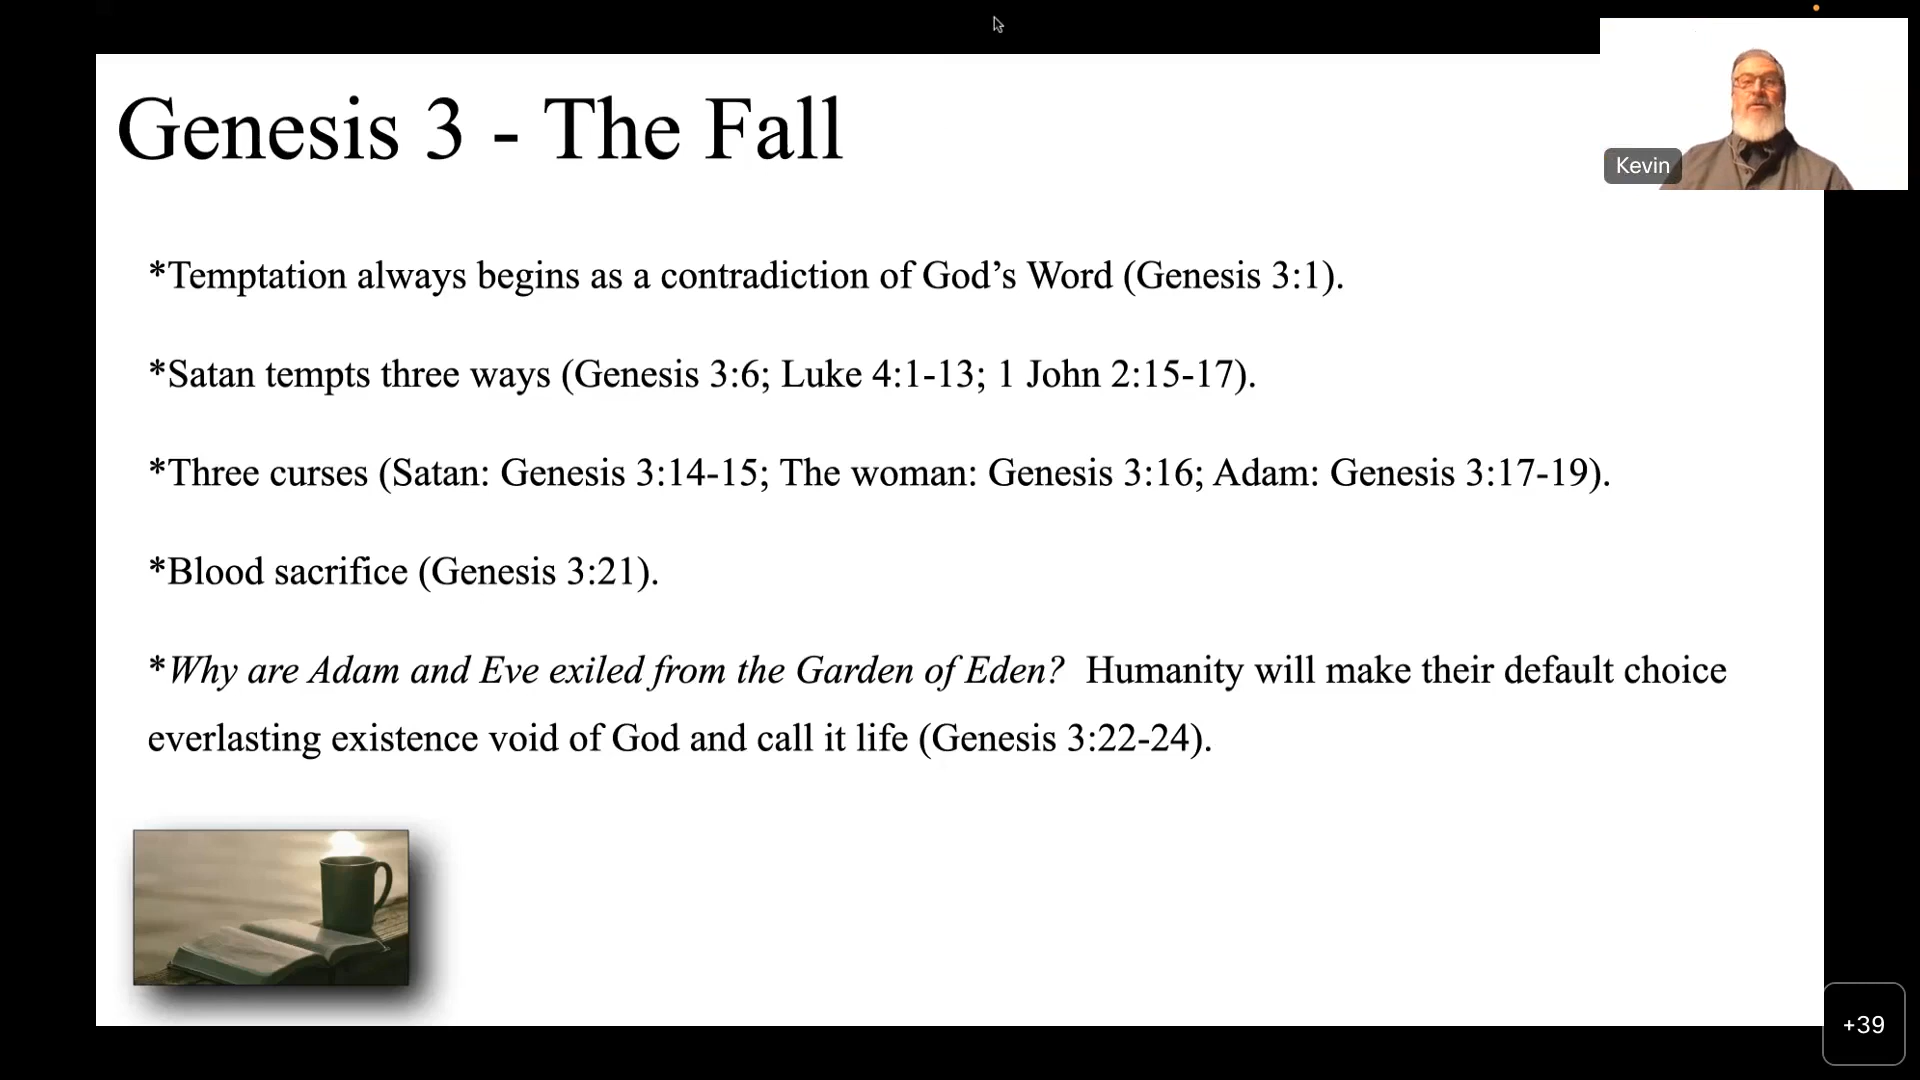 Genesis 3 - The Fall
Kevin
*Temptation always begins as a contradiction of God’s Word (Genesis 3:1).
*Satan tempts three ways (Genesis 3:6; Luke 4:1-13; 1 John 2:15-17).
*Three curses (Satan: Genesis 3:14-15; The woman: Genesis 3:16; Adam: Genesis 3:17-19).
*Blood sacrifice (Genesis 3:21).
*Why are Adam and Eve exiled from the Garden of Eden?  Humanity will make their default choice
everlasting existence void of God and call it life (Genesis 3:22-24).
+39